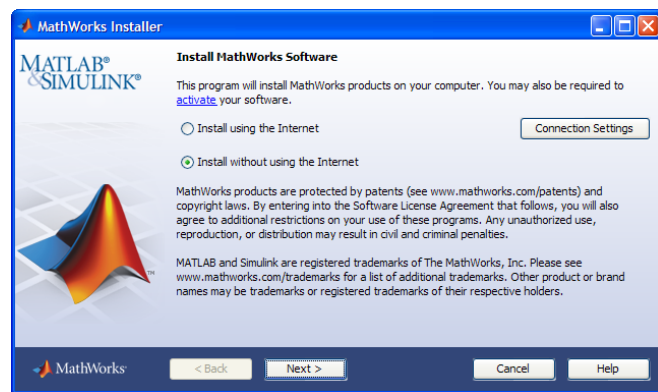 MathWorks Installer
MATLAB®
&SIMULINK®
Install MathWorks Software
This program will install MathWorks products on your computer. You may also be required to
activate your software.
Install using the Internet
Connection Settings
Install without using the Internet
MathWorks products are protected by patents (see www.mathworks.com/patents) and
copyright laws. By entering into the Software License Agreement that follows, you will also
agree to additional restrictions on your use of these programs. Any unauthorized use,
reproduction, or distribution may result in civil and criminal penalties.
MATLAB and Simulink are registered trademarks of The MathWorks, Inc. Please see
www.mathworks.com/trademarks for a list of additional trademarks. Other product or brand
names may be trademarks or registered trademarks of their respective holders.
TM
MathWorks®
< Back
Next >
Cancel
Help